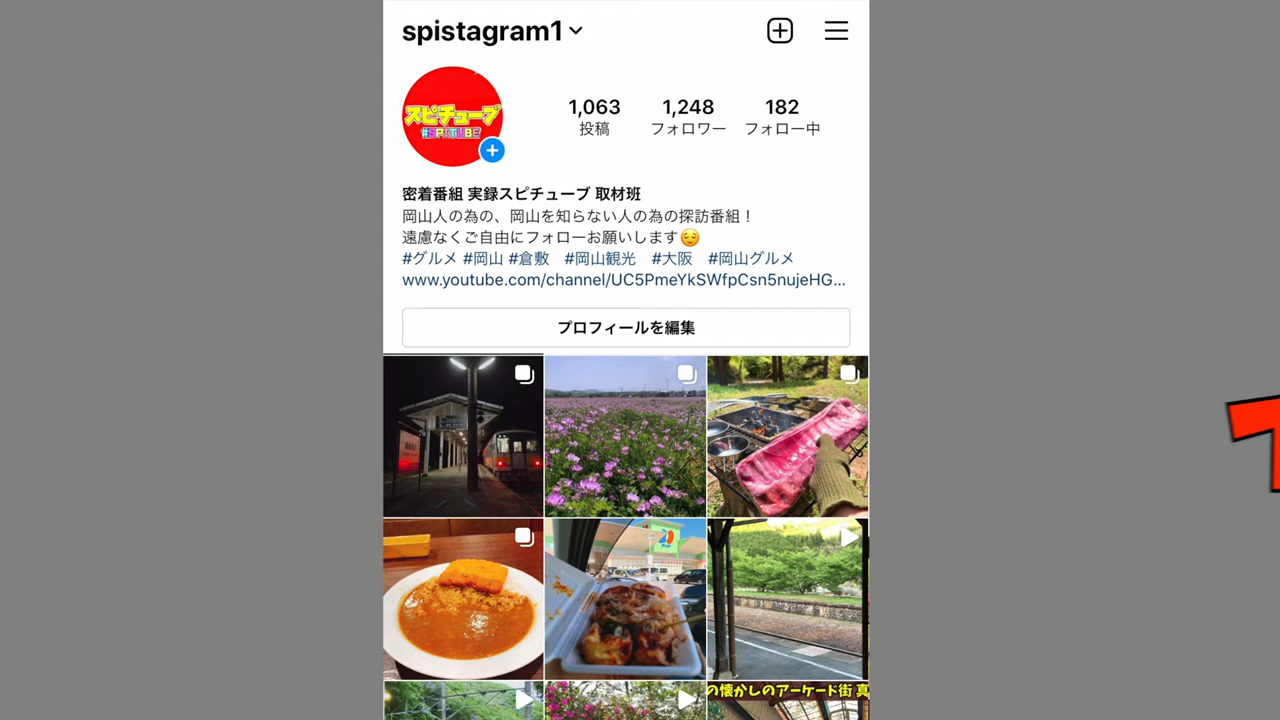 spistagram1
スピチューブ
#SPITUBE
1,063
投稿
1,248
フォロワー
182
フォロー中
密着番組 実録スピチューブ 取材班
岡山人の為の、岡山を知らない人の為の探訪番組！
遠慮なくご自由にフォローお願いします😌
#グルメ #岡山 #倉敷　#岡山観光　#大阪　#岡山グルメ
www.youtube.com/channel/UC5PmeYkSWfpCsn5nujeHG...
プロフィールを編集
の懐かしのアーケード街 真